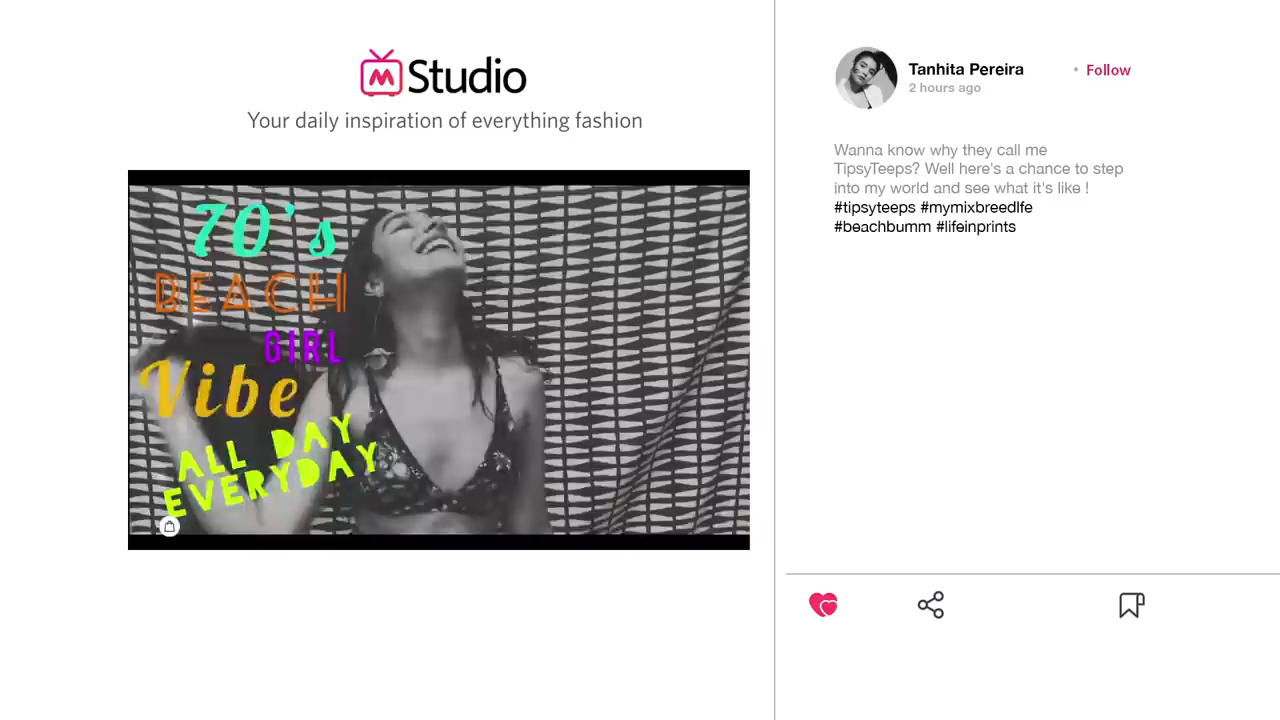 Studio
Your daily inspiration of everything fashion
70's
BEACH
GIRL
Vibe
ALL DAY
EVERYDAY
Tanhita Pereira
• Follow
2 hours ago
Wanna know why they call me
TipsyTeeps? Well here's a chance to step
into my world and see what it's like !
#tipsyteeps #mymixbreedlfe
#beachbumm #lifeinprints